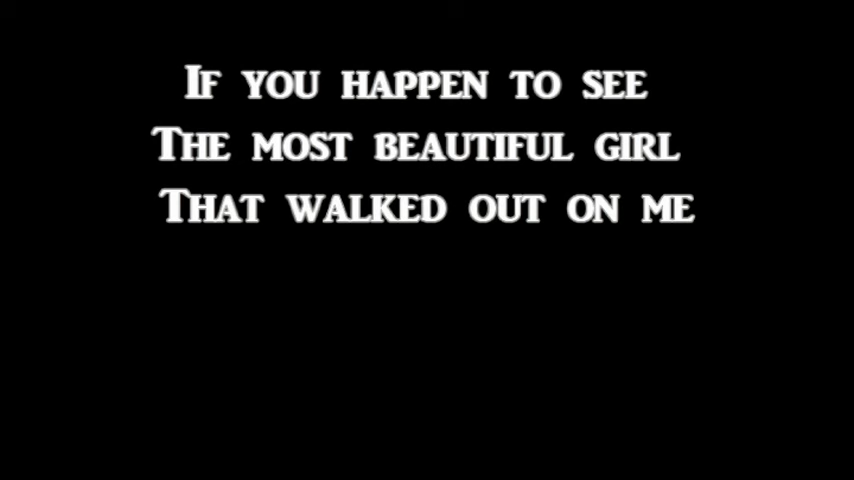 If you happen to see
The most beautiful girl
That walked out on me